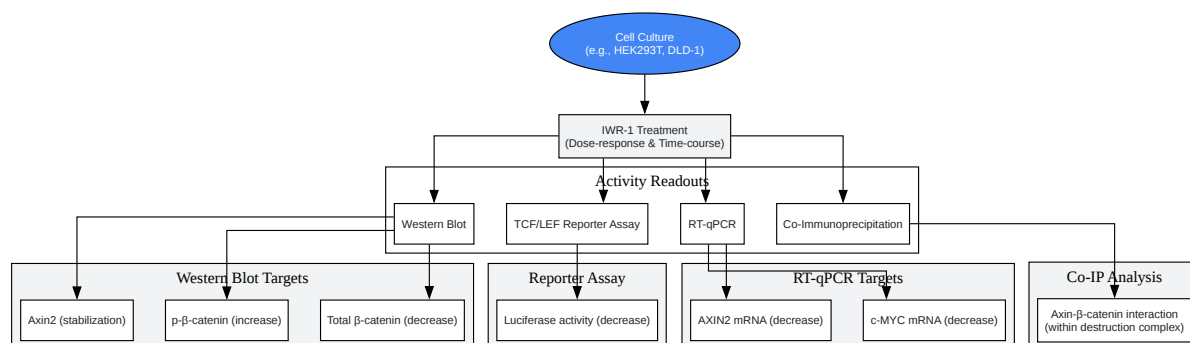 Cell Culture
(e.g., HEK293T, DLD-1)
IWR-1 Treatment
(Dose-response & Time-course)
Activity Readouts
Western Blot
TCF/LEF Reporter Assay
RT-qPCR
Co-Immunoprecipitation
Western Blot Targets
Reporter Assay
RT-qPCR Targets
Co-IP Analysis
Axin2 (stabilization)
p-β-catenin (increase)
Total β-catenin (decrease)
Luciferase activity (decrease)
AXIN2 mRNA (decrease)
c-MYC mRNA (decrease)
Axin-β-catenin interaction
(within destruction complex)